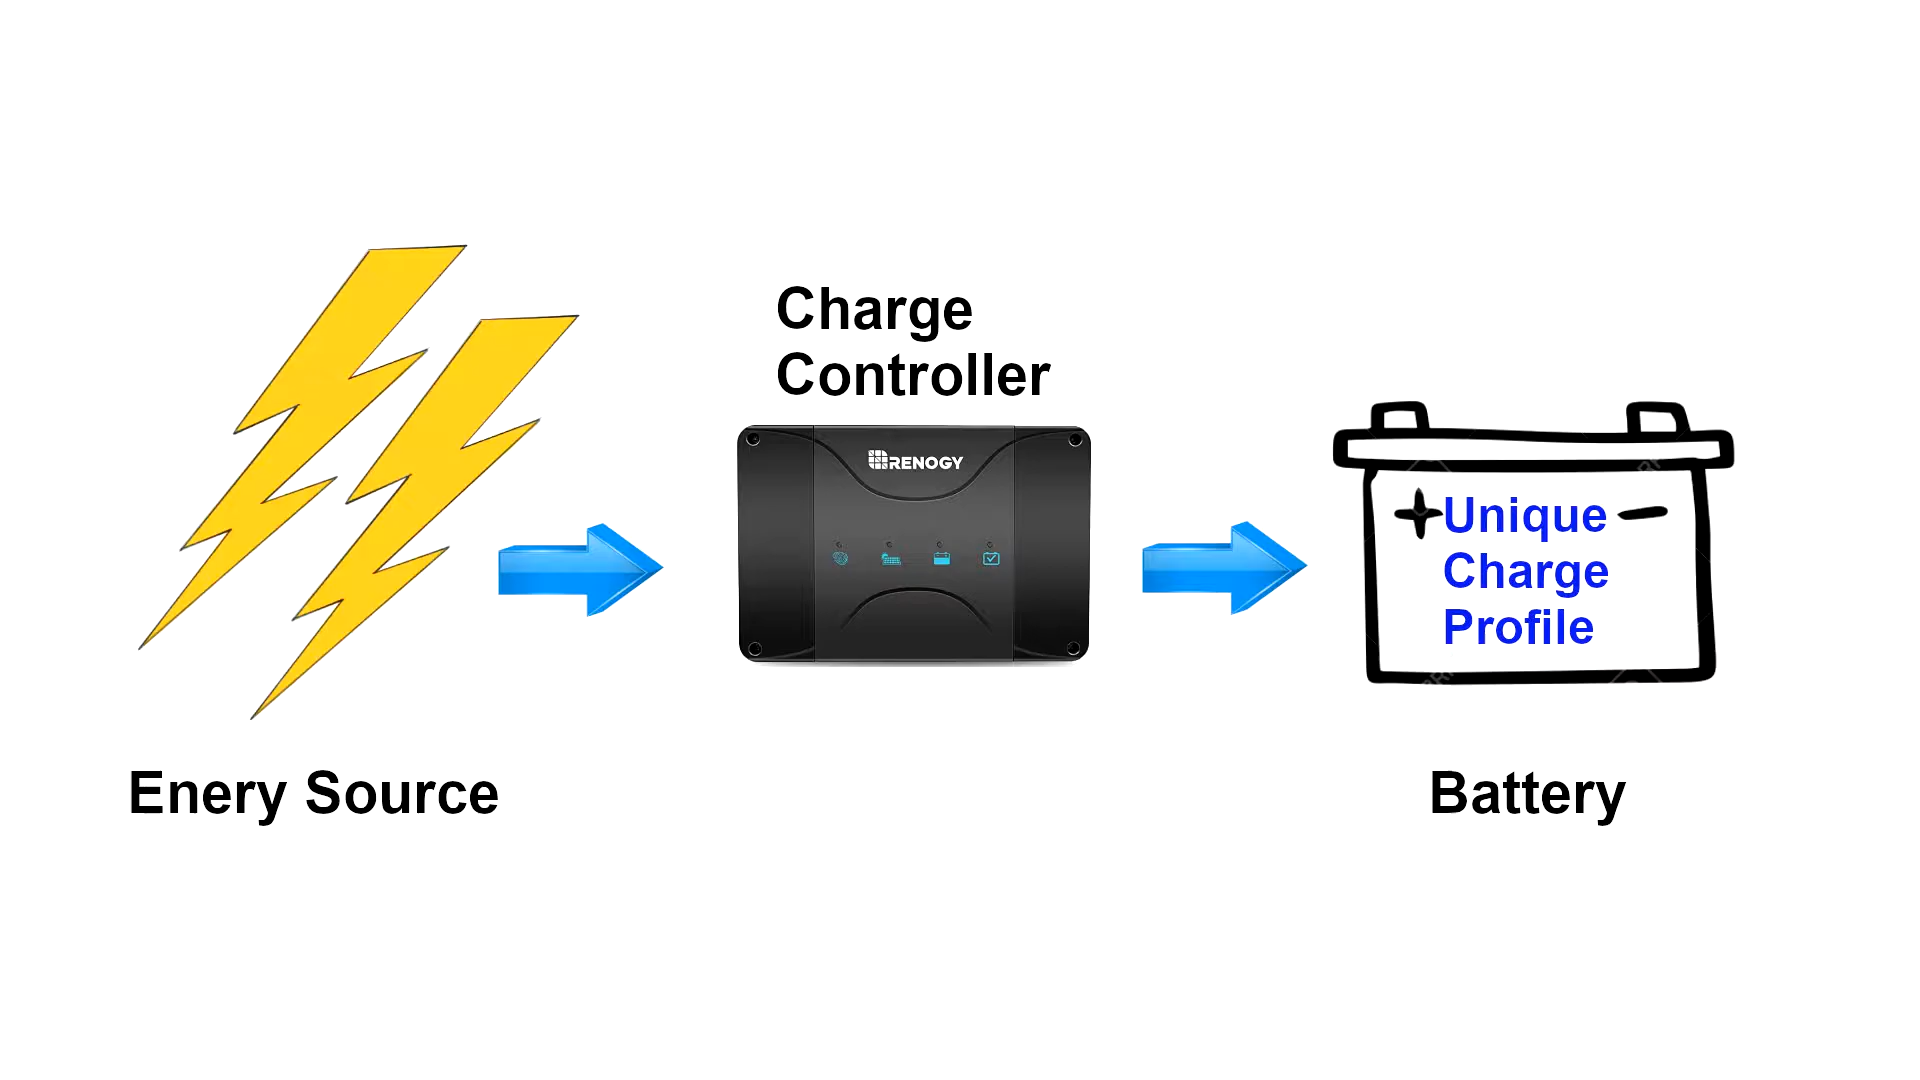 Charge
Controller
RENOGY
+Unique –
Charge
Profile
Enery Source
Battery